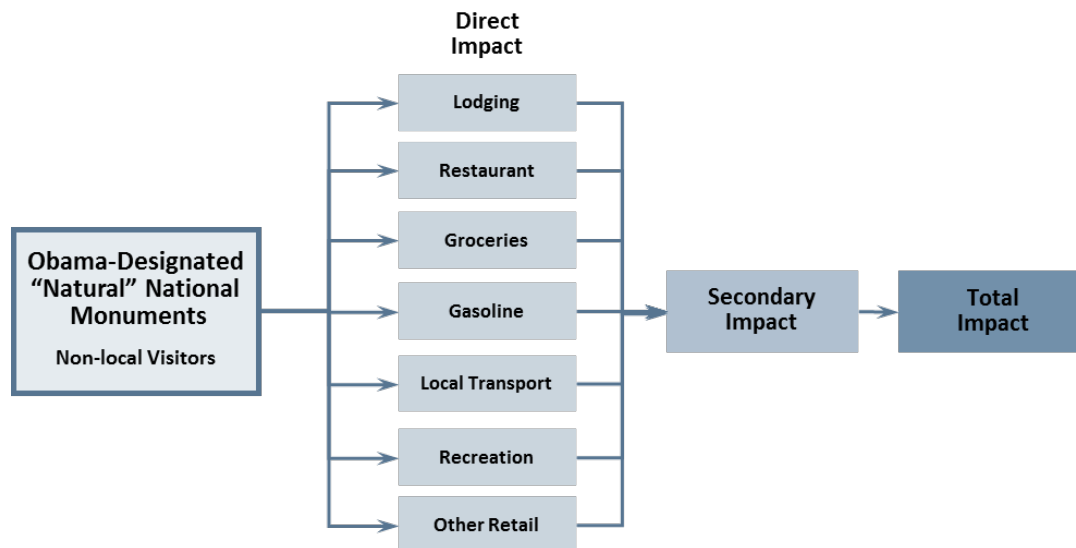 Direct
Impact
Lodging
Restaurant
Groceries
Obama-Designated
“Natural” National
Monuments
Non-local Visitors
Gasoline
Secondary
Impact
Total
Impact
Local Transport
Recreation
Other Retail